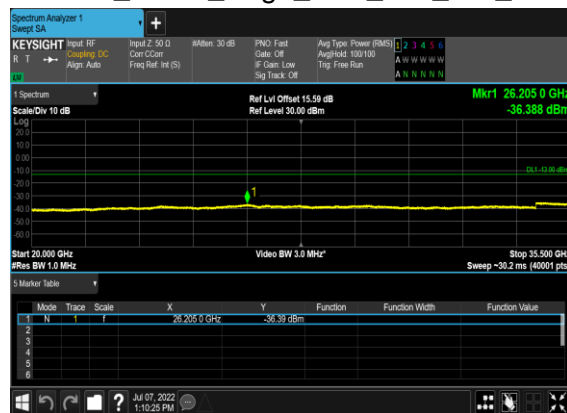 Spectrum Analyzer 1
Swept SA
+
KEYSIGHT
R T
Input: RF
Coupling: DC
Align: Auto
Input Z: 50 Ω
Corr CCorr
Freq Ref: Int (S)
#Atten: 30 dB
PNO: Fast
Gate: Off
IF Gain: Low
Sig Track: Off
Avg Type: Power (RMS)
Avg|Hold: 100/100
Trig: Free Run
1 2 3 4 5 6
A W W W W W
A N N N N N
1 Spectrum
Scale/Div 10 dB
Ref Lvl Offset 15.59 dB
Ref Level 30.00 dBm
Mkr1 26.205 0 GHz
-36.388 dBm
Log
20.0
10.0
0.00
-10.0
-20.0
-30.0
-40.0
-50.0
-60.0
DL1 -13.00 dBm
1
Start 20.000 GHz
#Res BW 1.0 MHz
Video BW 3.0 MHz*
Stop 35.500 GHz
Sweep ~30.2 ms (40001 pts)
5 Marker Table
Mode Trace Scale X Y Function Function Width Function Value
1 N 1 f 26.205 0 GHz -36.39 dBm
2
3
4
5
6
?
Jul 07, 2022
1:10:25 PM